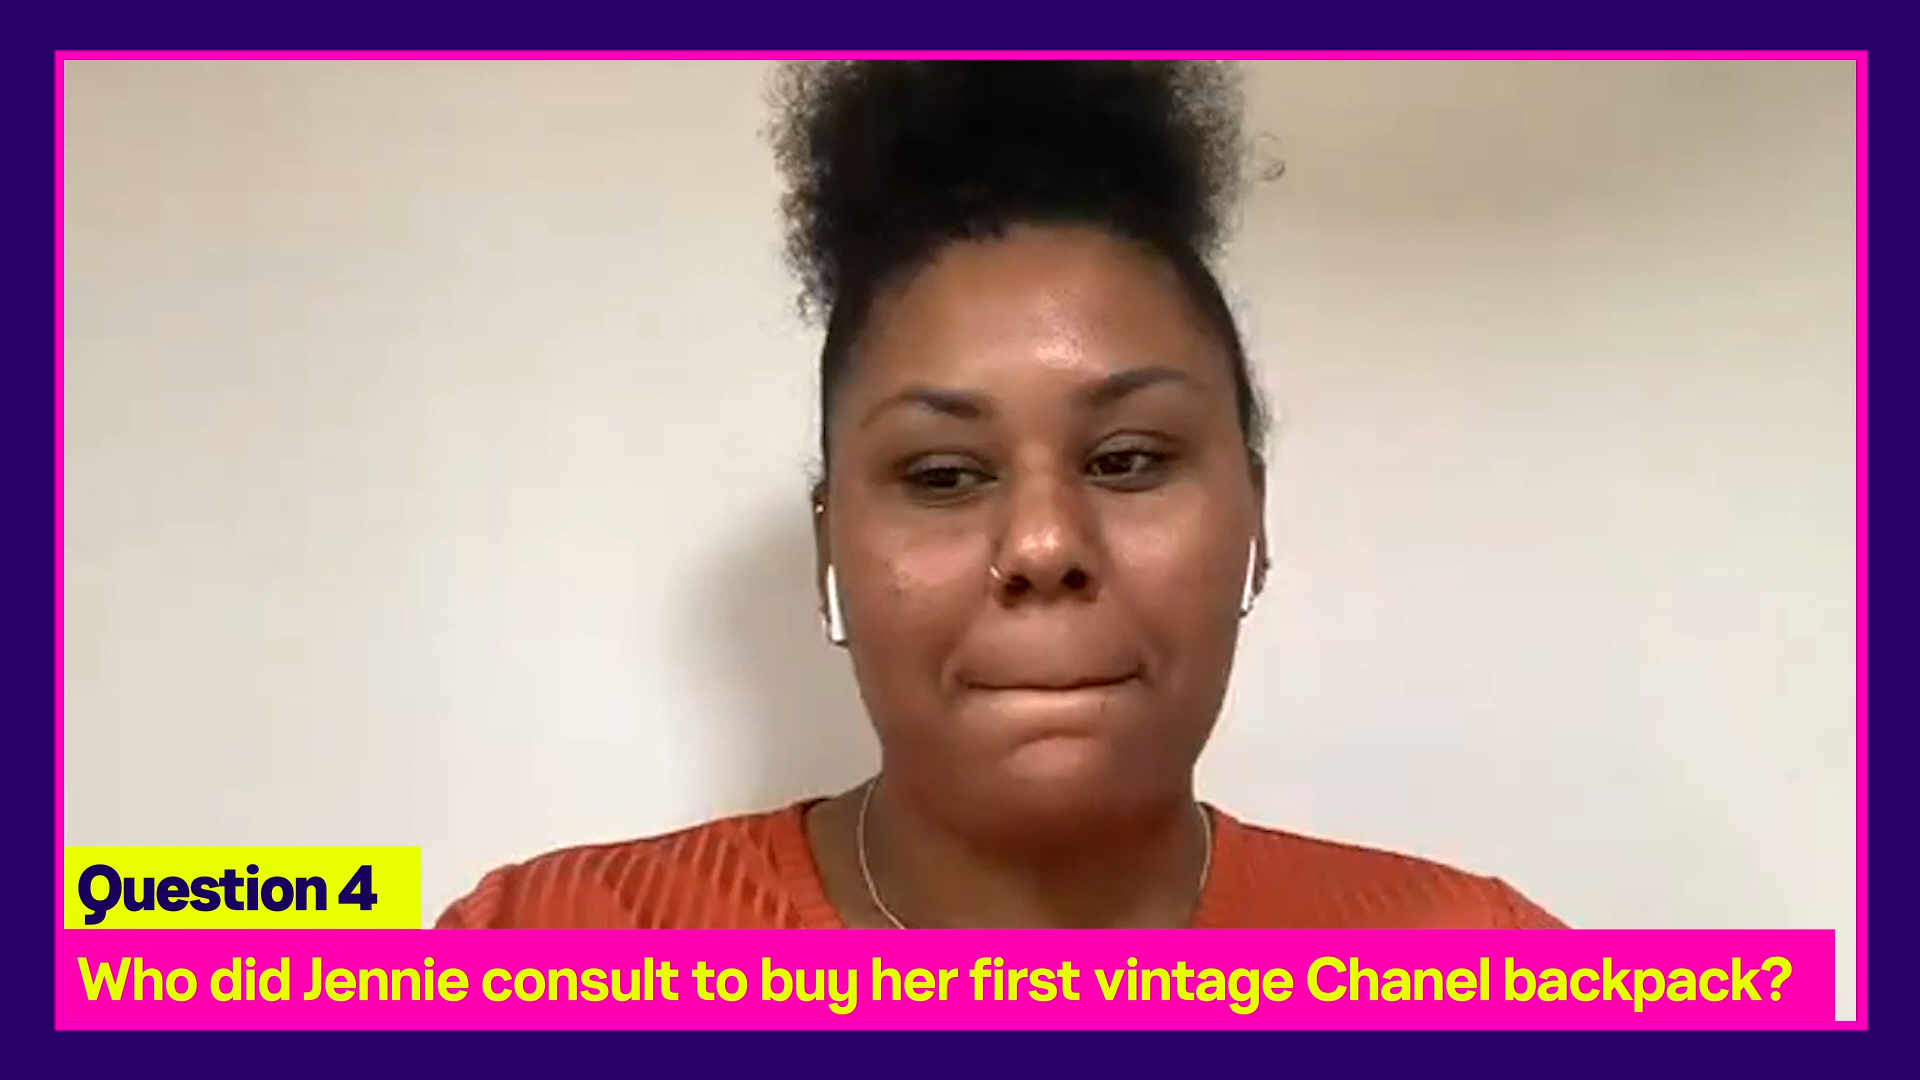 Question 4
Who did Jennie consult to buy her first vintage Chanel backpack?